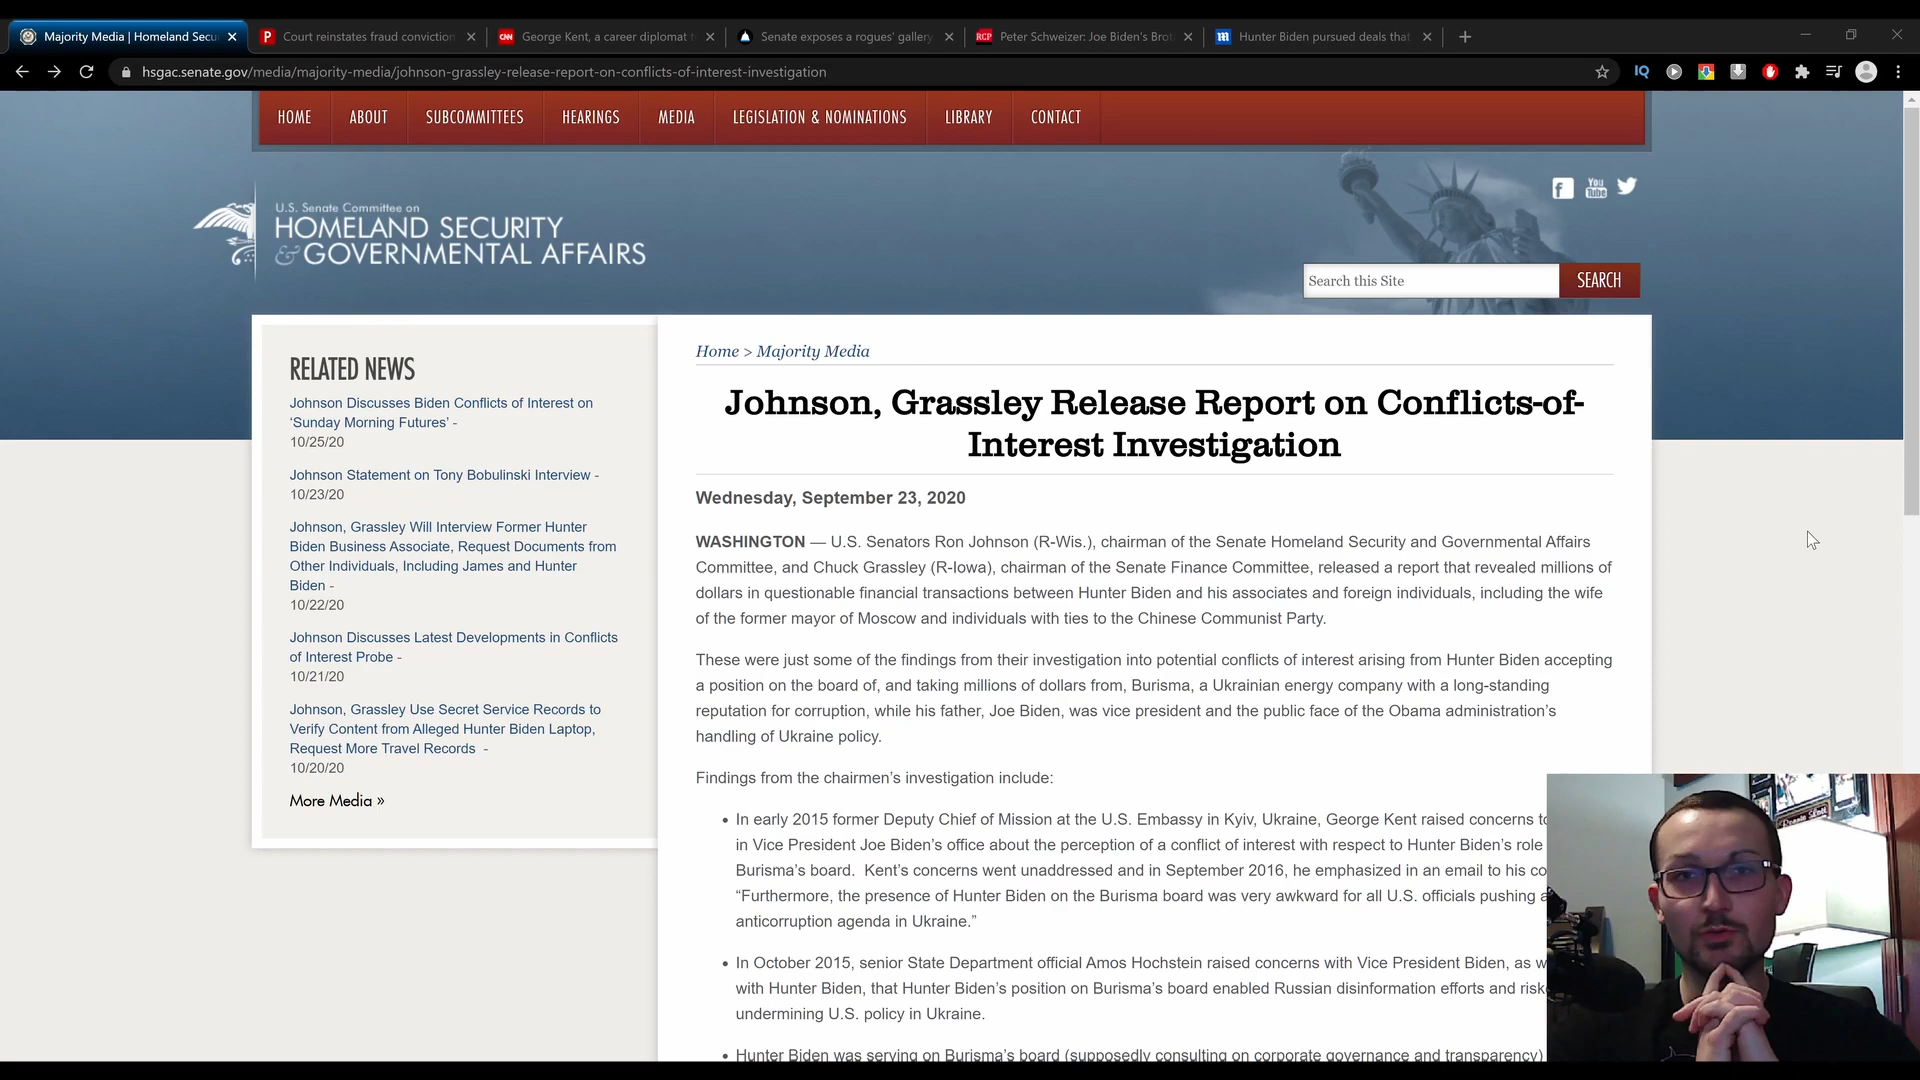 Majority Media | Homeland Secu
Court reinstates fraud conviction
CNN
George Kent, a career diplomat t
Senate exposes a rogues' gallery
RCP
Peter Schweizer: Joe Biden's Brot
Hunter Biden pursued deals that
hsgac.senate.gov/media/majority-media/johnson-grassley-release-report-on-conflicts-of-interest-investigation
IQ
HOME ABOUT SUBCOMMITTEES HEARINGS MEDIA LEGISLATION & NOMINATIONS LIBRARY CONTACT
U.S. Senate Committee on
HOMELAND SECURITY
& GOVERNMENTAL AFFAIRS
You
Tube
Search this Site
SEARCH
RELATED NEWS
Johnson Discusses Biden Conflicts of Interest on
‘Sunday Morning Futures’ -
10/25/20
Johnson Statement on Tony Bobulinski Interview -
10/23/20
Johnson, Grassley Will Interview Former Hunter
Biden Business Associate, Request Documents from
Other Individuals, Including James and Hunter
Biden -
10/22/20
Johnson Discusses Latest Developments in Conflicts
of Interest Probe -
10/21/20
Johnson, Grassley Use Secret Service Records to
Verify Content from Alleged Hunter Biden Laptop,
Request More Travel Records -
10/20/20
More Media »
Home > Majority Media
Johnson, Grassley Release Report on Conflicts-of-
Interest Investigation
Wednesday, September 23, 2020
WASHINGTON — U.S. Senators Ron Johnson (R-Wis.), chairman of the Senate Homeland Security and Governmental Affairs
Committee, and Chuck Grassley (R-Iowa), chairman of the Senate Finance Committee, released a report that revealed millions of
dollars in questionable financial transactions between Hunter Biden and his associates and foreign individuals, including the wife
of the former mayor of Moscow and individuals with ties to the Chinese Communist Party.
These were just some of the findings from their investigation into potential conflicts of interest arising from Hunter Biden accepting
a position on the board of, and taking millions of dollars from, Burisma, a Ukrainian energy company with a long-standing
reputation for corruption, while his father, Joe Biden, was vice president and the public face of the Obama administration’s
handling of Ukraine policy.
Findings from the chairmen’s investigation include:
• In early 2015 former Deputy Chief of Mission at the U.S. Embassy in Kyiv, Ukraine, George Kent raised concerns to
in Vice President Joe Biden’s office about the perception of a conflict of interest with respect to Hunter Biden’s role
Burisma’s board. Kent’s concerns went unaddressed and in September 2016, he emphasized in an email to his co
“Furthermore, the presence of Hunter Biden on the Burisma board was very awkward for all U.S. officials pushing a
anticorruption agenda in Ukraine.”
• In October 2015, senior State Department official Amos Hochstein raised concerns with Vice President Biden, as w
with Hunter Biden, that Hunter Biden’s position on Burisma’s board enabled Russian disinformation efforts and risk
undermining U.S. policy in Ukraine.
• Hunter Biden was serving on Burisma’s board (supposedly consulting on corporate governance and transparency)